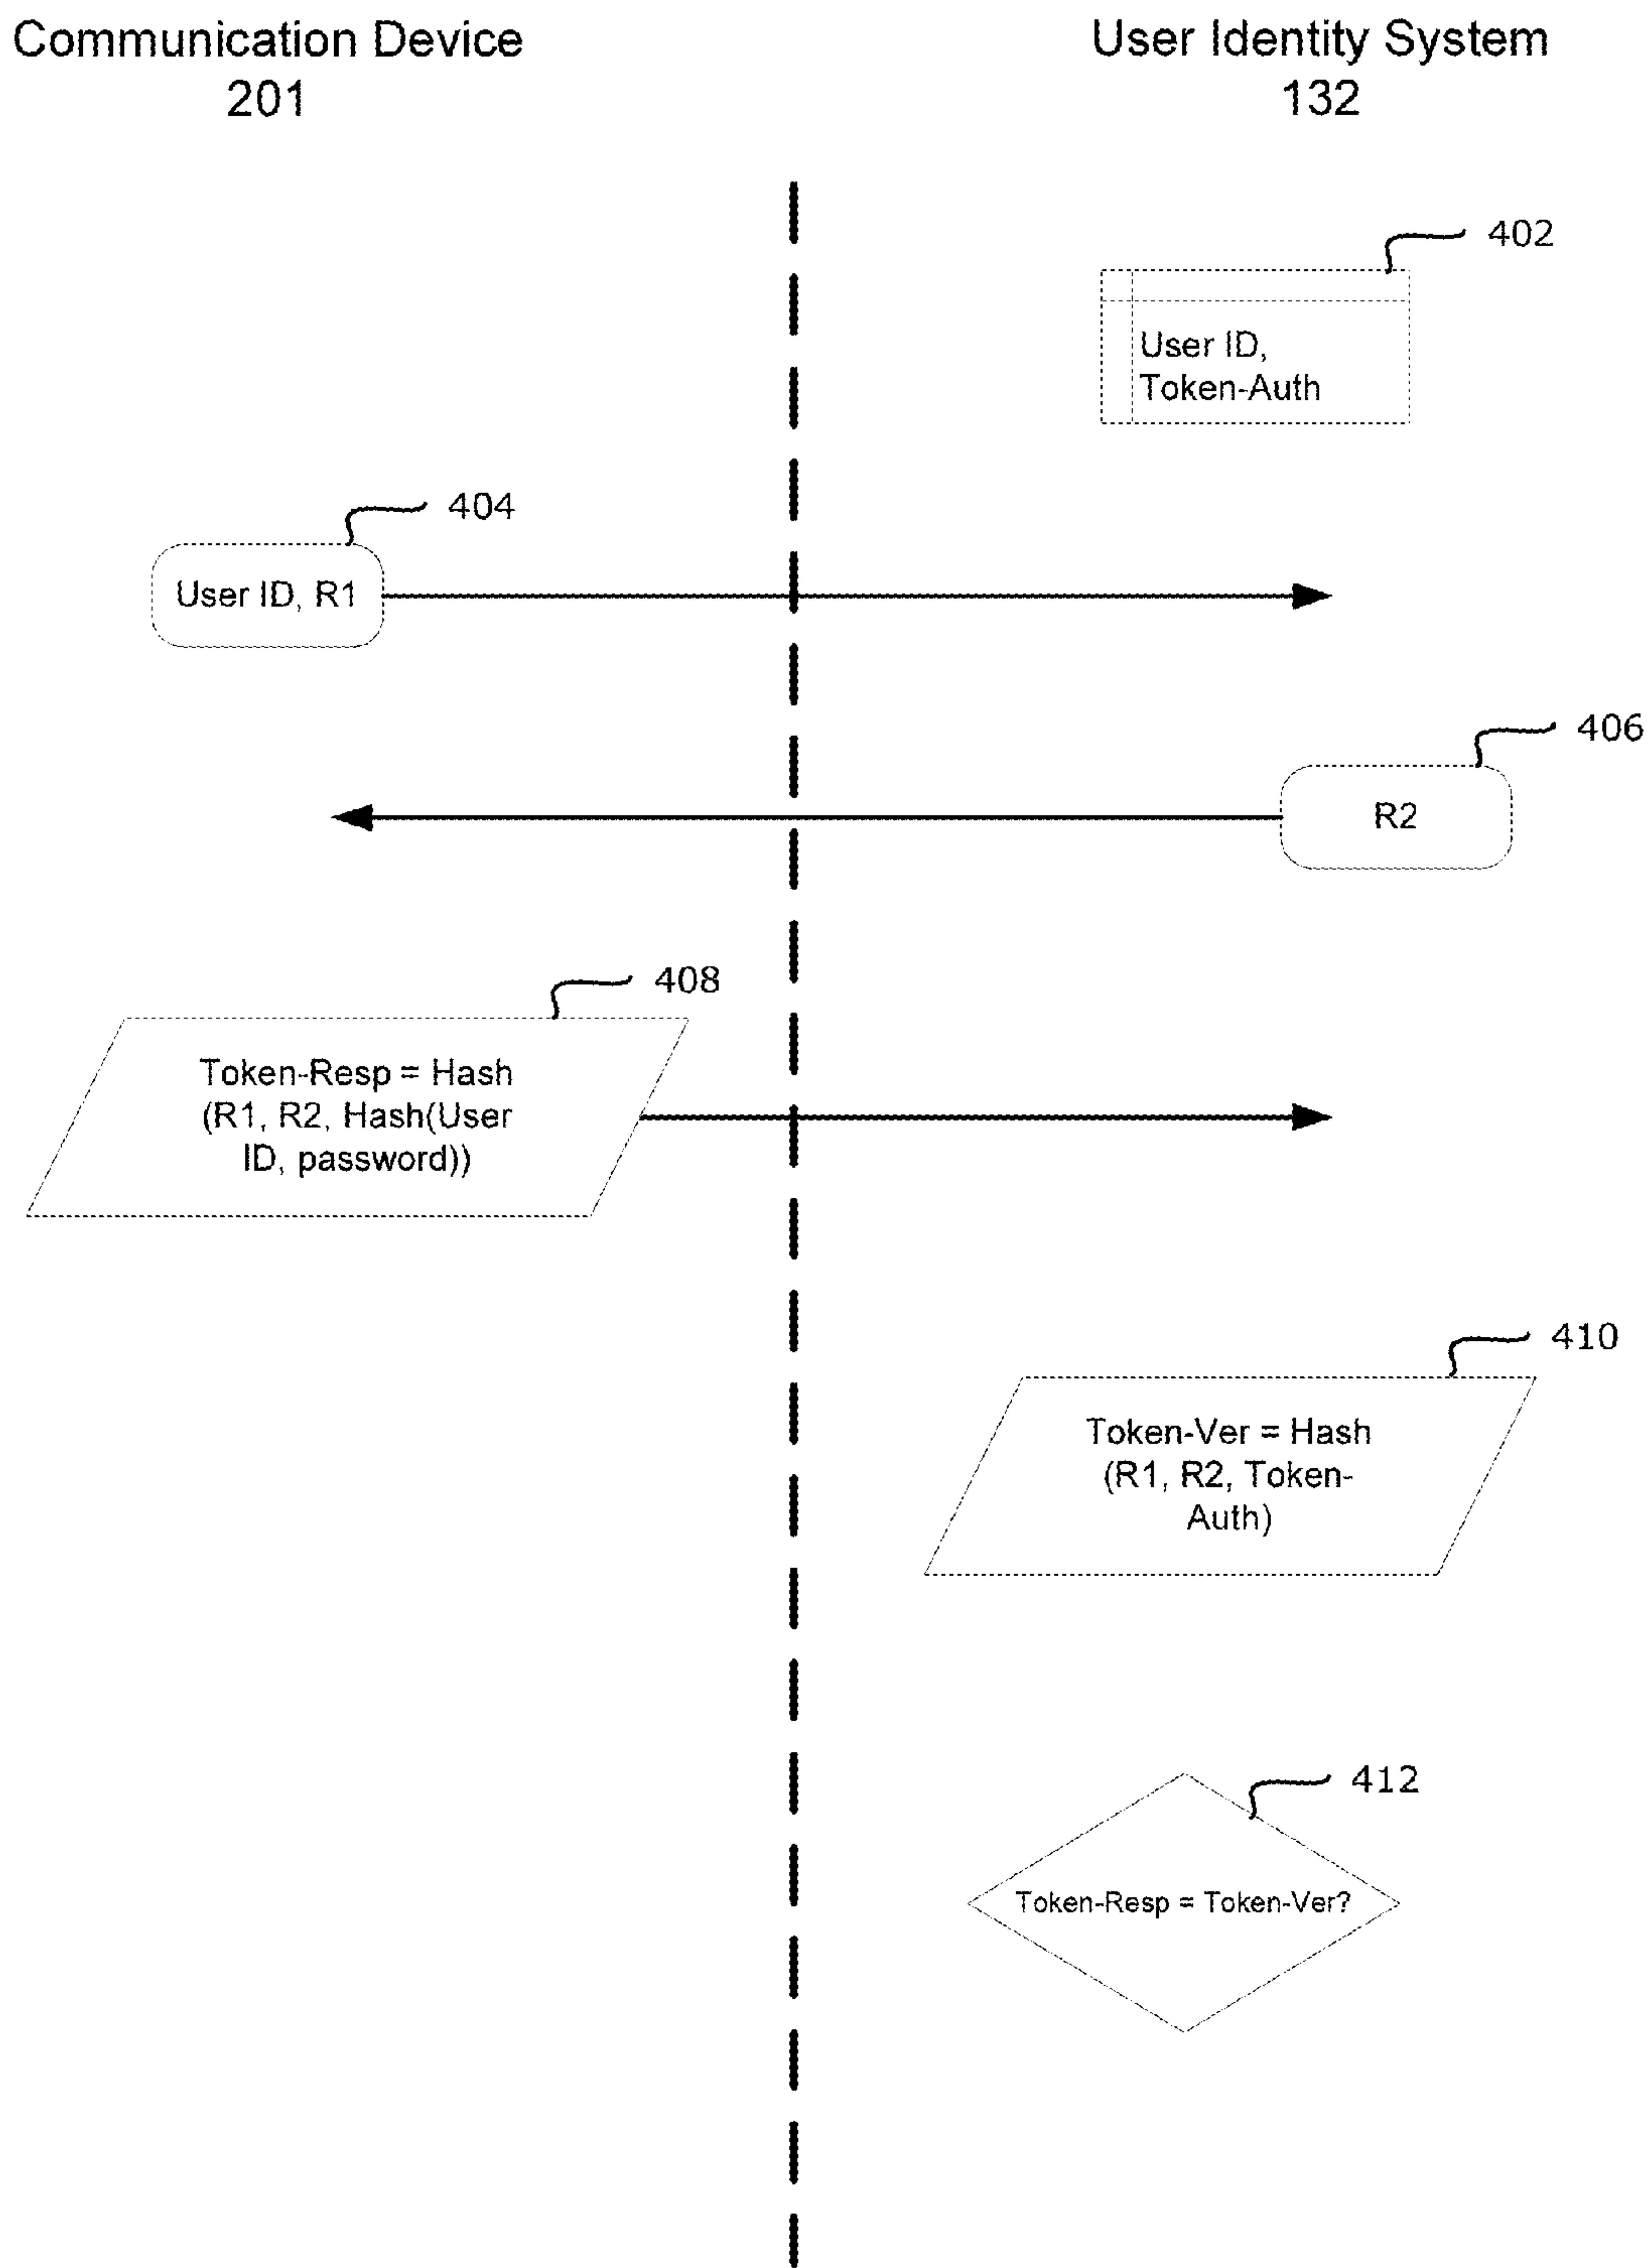 Communication Device
201
User Identity System
132
402
User ID,
Token-Auth
404
User ID, R1
406
R2
408
Token-Resp = Hash
(R1, R2, Hash(User
ID, password))
410
Token-Ver = Hash
(R1, R2, Token-
Auth)
412
Token-Resp = Token-Ver?